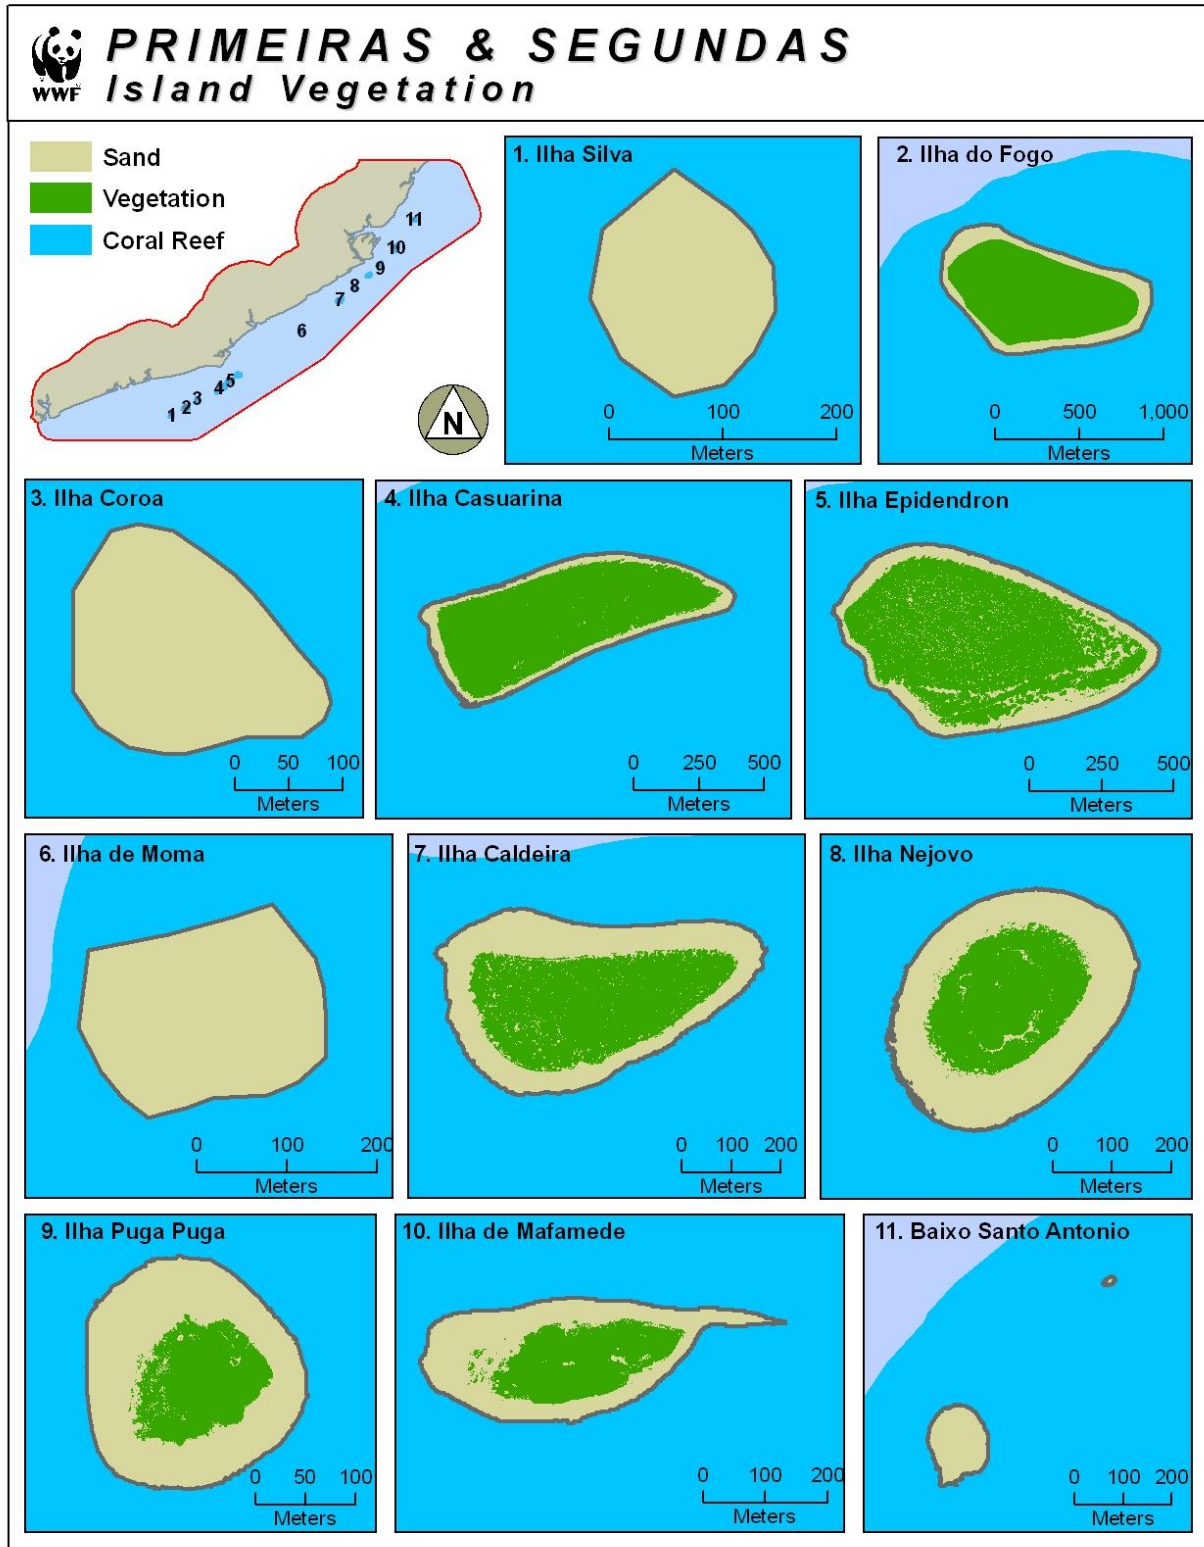 PRIMEIRAS & SEGUNDAS
Island Vegetation
WWF
Sand
Vegetation
Coral Reef
11
10
9
8
7
6
5
4
3
2
1
N
1. Ilha Silva
0 100 200
Meters
2. Ilha do Fogo
0 500 1,000
Meters
3. Ilha Coroa
0 50 100
Meters
4. Ilha Casuarina
0 250 500
Meters
5. Ilha Epidendron
0 250 500
Meters
6. Ilha de Moma
0 100 200
Meters
7. Ilha Caldeira
0 100 200
Meters
8. Ilha Nejovo
0 100 200
Meters
9. Ilha Puga Puga
0 50 100
Meters
10. Ilha de Mafamede
0 100 200
Meters
11. Baixo Santo Antonio
0 100 200
Meters